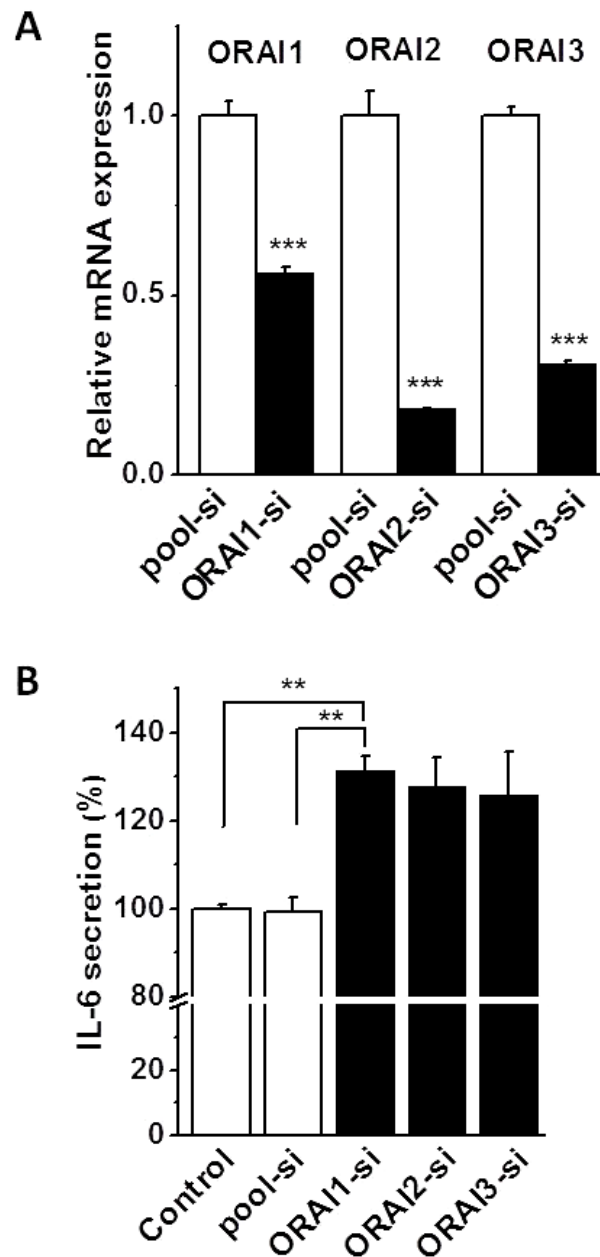 A
ORAI1 ORAI2 ORAI3
Relative mRNA expression
1.0
0.5
0.0
***
***
***
pool-si
ORAI1-si
pool-si
ORAI2-si
pool-si
ORAI3-si
B
IL-6 secretion (%)
140
120
100
80
20
0
**
**
Control
pool-si
ORAI1-si
ORAI2-si
ORAI3-si